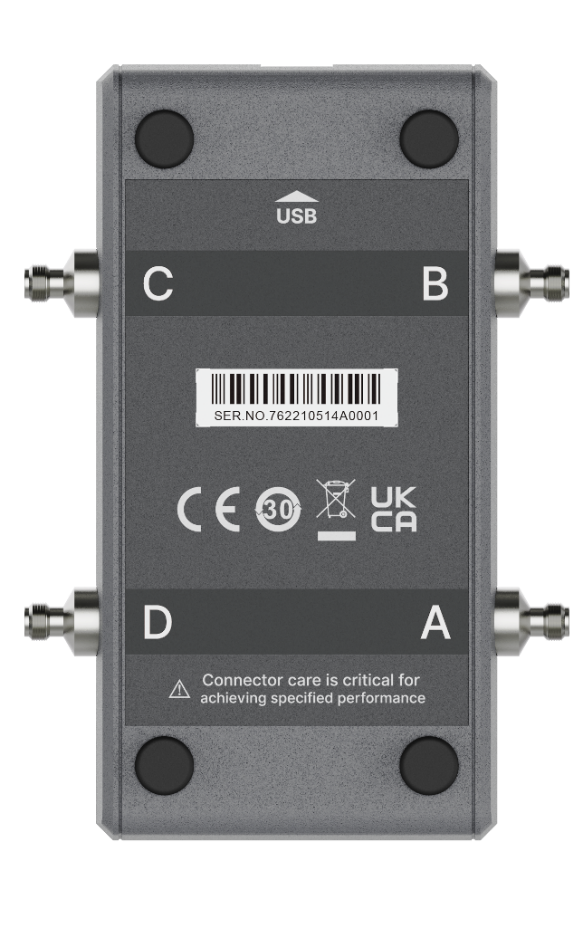 USB
C
B
SER.NO.762210514A0001
CE
30
UK
CA
D
A
Connector care is critical for
achieving specified performance